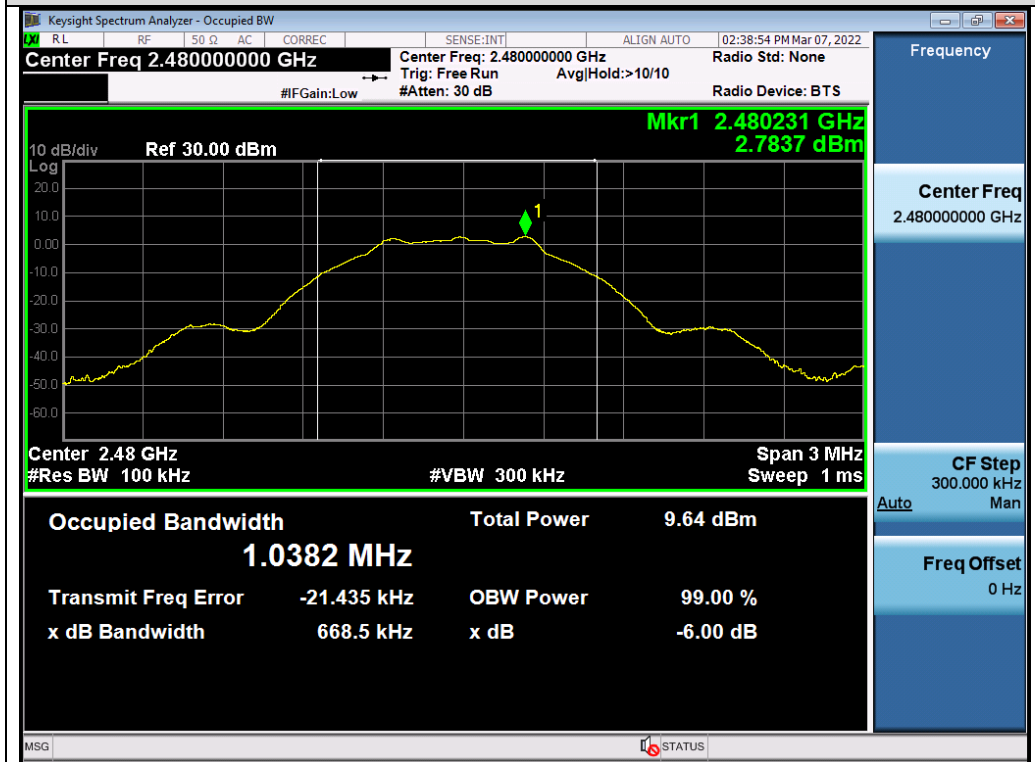 Keysight Spectrum Analyzer - Occupied BW
LXI RL RF 50 Ω AC CORREC SENSE:INT ALIGN AUTO 02:38:54 PM Mar 07, 2022
Center Freq 2.480000000 GHz
Center Freq: 2.480000000 GHz Radio Std: None
Trig: Free Run Avg|Hold:>10/10
#IFGain:Low #Atten: 30 dB Radio Device: BTS
Mkr1 2.480231 GHz
2.7837 dBm
10 dB/div Ref 30.00 dBm
Log
20.0
10.0
0.00
-10.0
-20.0
-30.0
-40.0
-50.0
-60.0
1
Center 2.48 GHz Span 3 MHz
#Res BW 100 kHz #VBW 300 kHz Sweep 1 ms
Occupied Bandwidth Total Power 9.64 dBm
1.0382 MHz
Transmit Freq Error -21.435 kHz OBW Power 99.00 %
x dB Bandwidth 668.5 kHz x dB -6.00 dB
Frequency
Center Freq
2.480000000 GHz
CF Step
300.000 kHz
Auto Man
Freq Offset
0 Hz
MSG STATUS